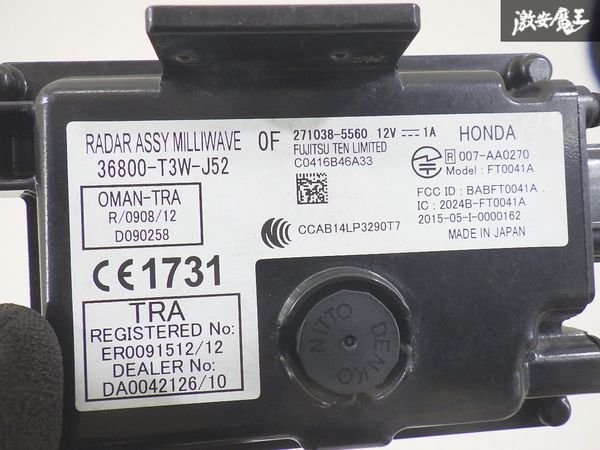 激安魔王
RADAR ASSY MILLIWAVE
36800-T3W-J52
0F
271038-5560 12V 1A
FUJITSU TEN LIMITED
C0416B46A33
HONDA
R 007-AA0270
Model: FT0041A
OMAN-TRA
R/0908/12
D090258
CCAB14LP3290T7
FCC ID: BABFT0041A
IC: 2024B-FT0041A
2015-05-I-0000162
MADE IN JAPAN
CE1731
TRA
REGISTERED No:
ER0091512/12
DEALER No:
DA0042126/10
NITTO DENKO